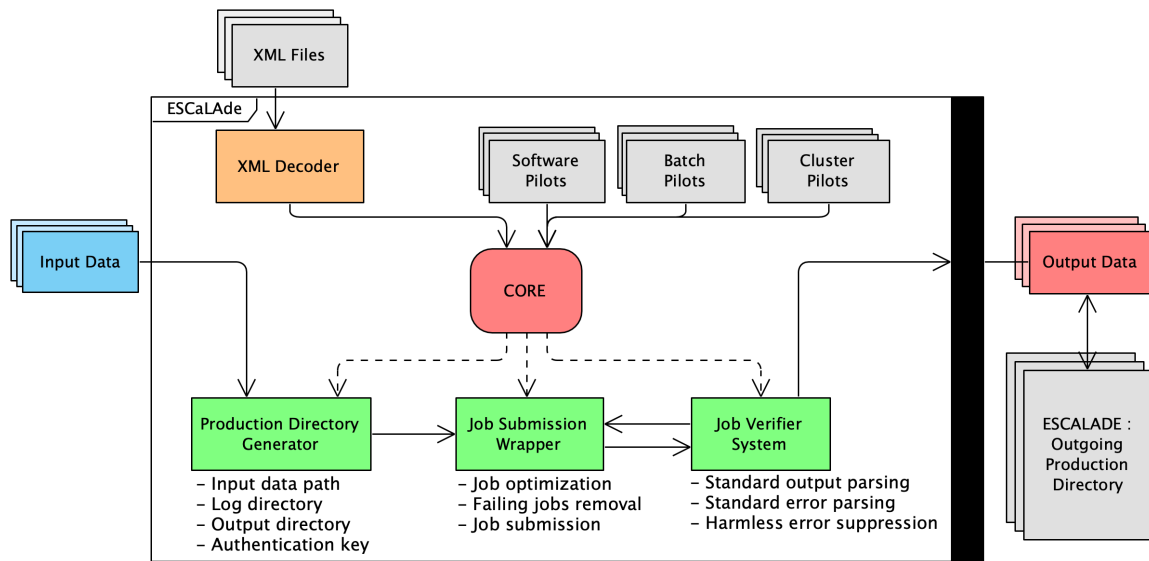 XML Files
ESCaLAde
XML Decoder
Software
Pilots
Batch
Pilots
Cluster
Pilots
Input Data
CORE
Output Data
Production Directory
Generator
Job Submission
Wrapper
Job Verifier
System
– Input data path
– Log directory
– Output directory
– Authentication key
– Job optimization
– Failing jobs removal
– Job submission
– Standard output parsing
– Standard error parsing
– Harmless error suppression
ESCALADE :
Outgoing
Production
Directory